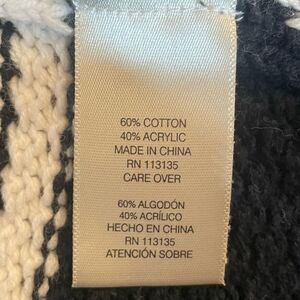 60% COTTON
40% ACRYLIC
MADE IN CHINA
RN 113135
CARE OVER
60% ALGODÓN
40% ACRÍLICO
HECHO EN CHINA
RN 113135
ATENCIÓN SOBRE